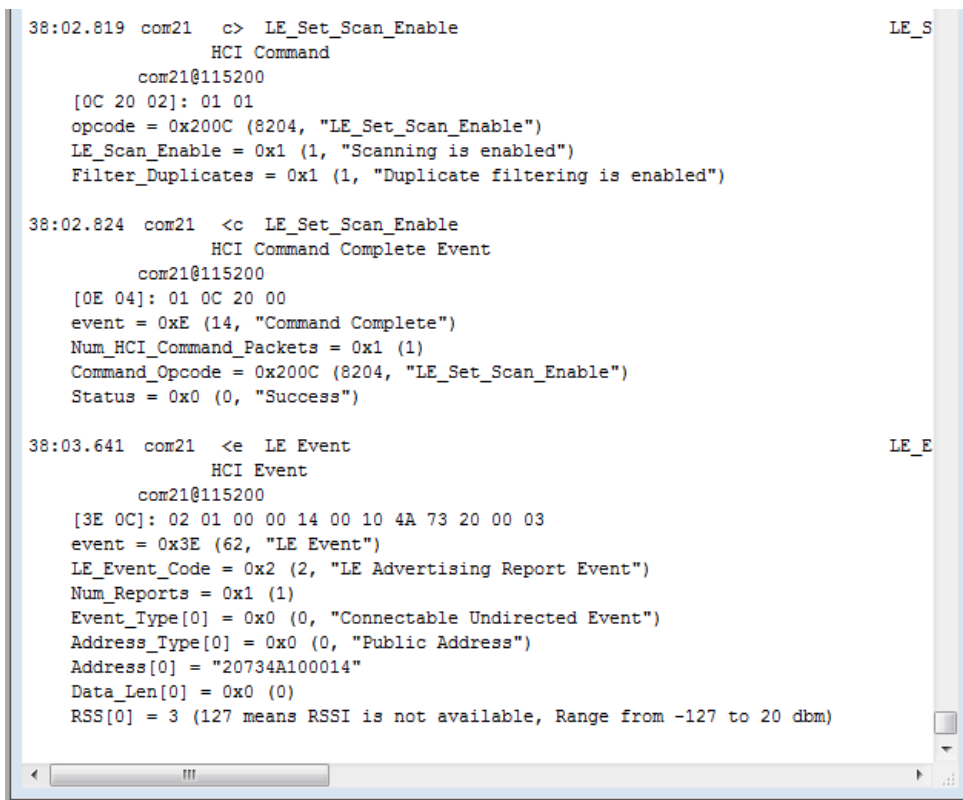 38:02.819 com21 c> LE_Set_Scan_Enable LE_S
HCI Command
com21@115200
[0C 20 02]: 01 01
opcode = 0x200C (8204, "LE_Set_Scan_Enable")
LE_Scan_Enable = 0x1 (1, "Scanning is enabled")
Filter_Duplicates = 0x1 (1, "Duplicate filtering is enabled")
38:02.824 com21 <c LE_Set_Scan_Enable
HCI Command Complete Event
com21@115200
[0E 04]: 01 0C 20 00
event = 0xE (14, "Command Complete")
Num_HCI_Command_Packets = 0x1 (1)
Command_Opcode = 0x200C (8204, "LE_Set_Scan_Enable")
Status = 0x0 (0, "Success")
38:03.641 com21 <e LE Event LE_E
HCI Event
com21@115200
[3E 0C]: 02 01 00 00 14 00 10 4A 73 20 00 03
event = 0x3E (62, "LE Event")
LE_Event_Code = 0x2 (2, "LE Advertising Report Event")
Num_Reports = 0x1 (1)
Event_Type[0] = 0x0 (0, "Connectable Undirected Event")
Address_Type[0] = 0x0 (0, "Public Address")
Address[0] = "20734A100014"
Data_Len[0] = 0x0 (0)
RSS[0] = 3 (127 means RSSI is not available, Range from -127 to 20 dbm)